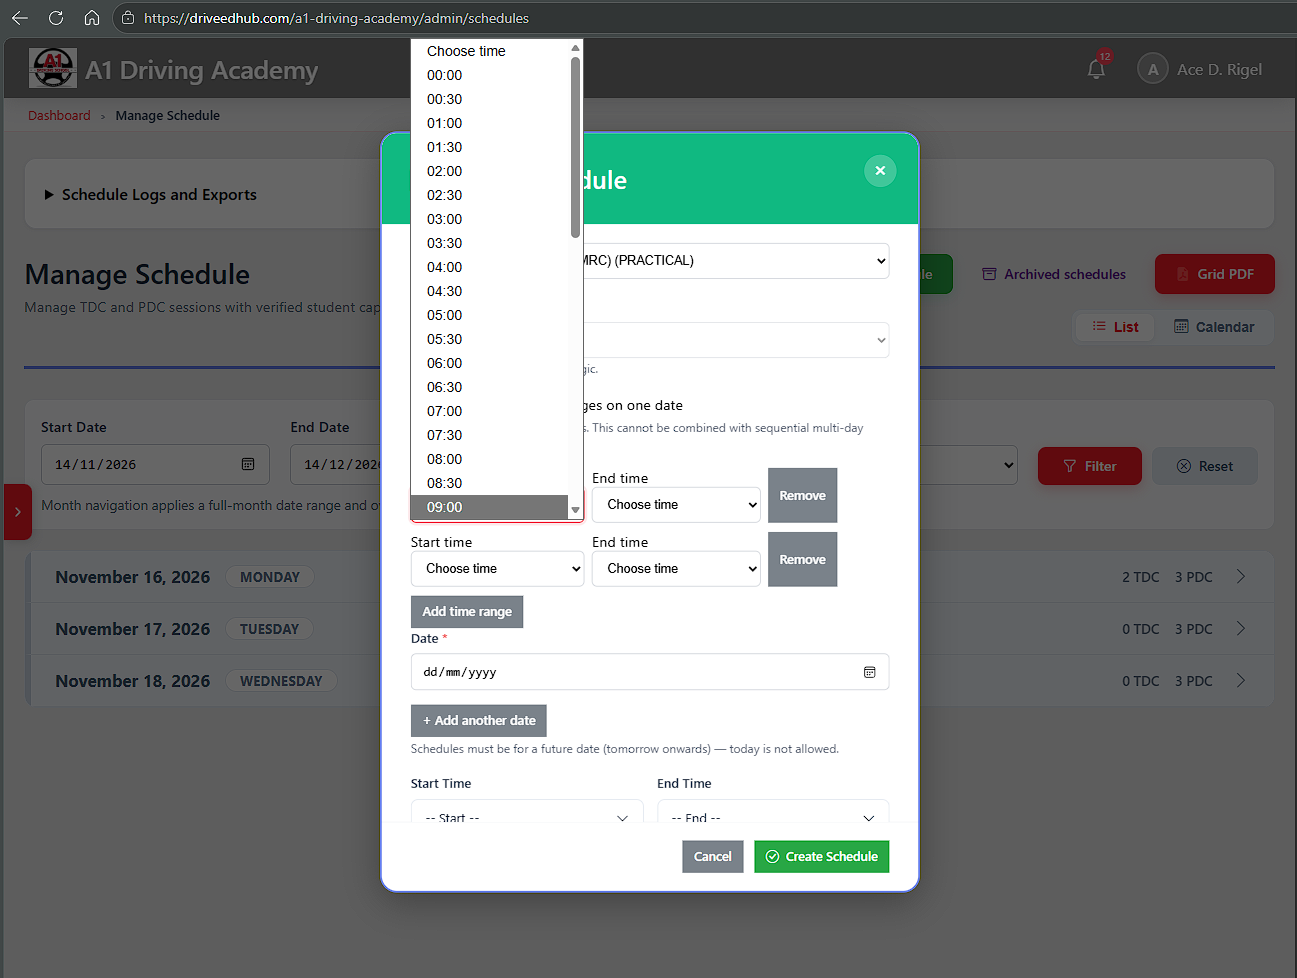 https://driveedhub.com/a1-driving-academy/admin/schedules
A1
A1 Driving Academy
12
A
Ace D. Rigel
Dashboard › Manage Schedule
Schedule Logs and Exports
dule
Choose time
00:00
00:30
01:00
01:30
02:00
02:30
03:00
03:30
04:00
04:30
05:00
05:30
06:00
06:30
07:00
07:30
08:00
08:30
09:00
MRC) (PRACTICAL)
Manage Schedule
Manage TDC and PDC sessions with verified student cap
le
Archived schedules
Grid PDF
List
Calendar
gic.
ges on one date
s. This cannot be combined with sequential multi-day
Start Date
End Date
14/11/2026
14/12/202
Filter
Reset
Month navigation applies a full-month date range and o
End time
Choose time
Remove
Start time
End time
Choose time
Choose time
Remove
Add time range
Date *
dd/mm/yyyy
+ Add another date
Schedules must be for a future date (tomorrow onwards) — today is not allowed.
Start Time
End Time
-- Start --
-- End --
Cancel
Create Schedule
November 16, 2026 MONDAY 2 TDC 3 PDC
November 17, 2026 TUESDAY 0 TDC 3 PDC
November 18, 2026 WEDNESDAY 0 TDC 3 PDC